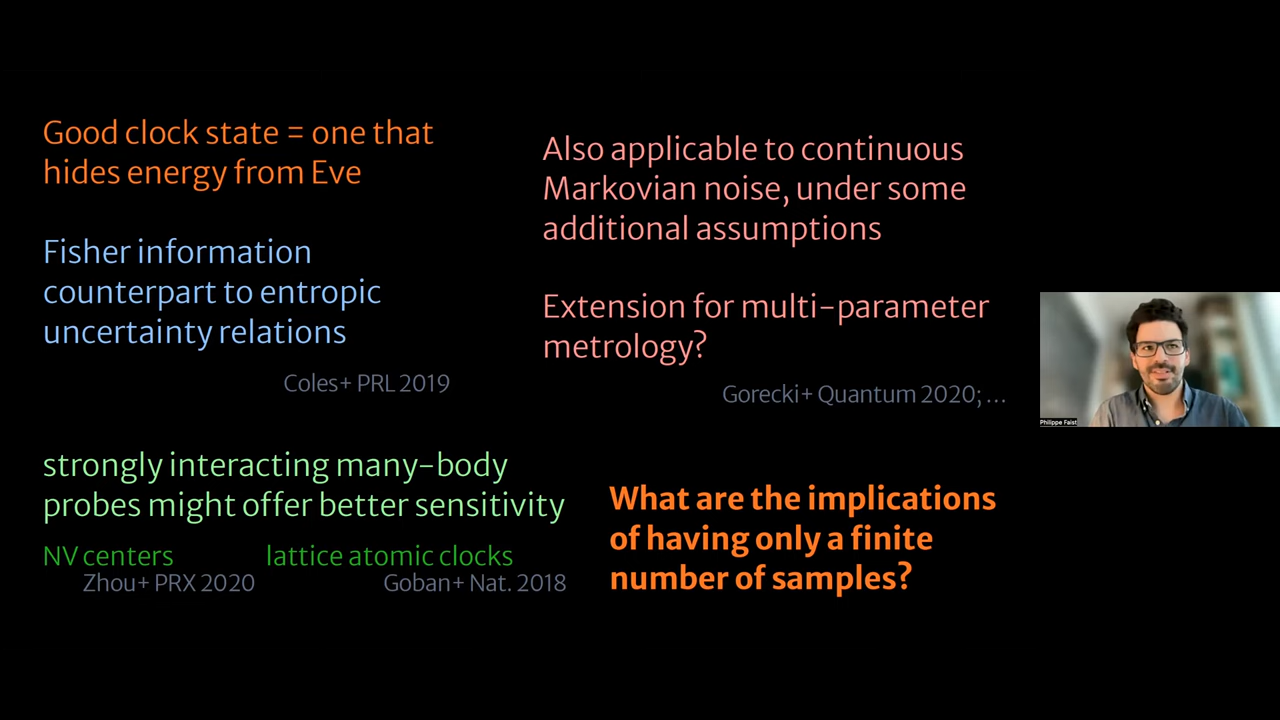 Good clock state = one that
hides energy from Eve
Fisher information
counterpart to entropic
uncertainty relations
Coles+ PRL 2019
strongly interacting many-body
probes might offer better sensitivity
NV centers
Zhou+ PRX 2020
lattice atomic clocks
Goban+ Nat. 2018
Also applicable to continuous
Markovian noise, under some
additional assumptions
Extension for multi-parameter
metrology?
Gorecki+ Quantum 2020; ...
What are the implications
of having only a finite
number of samples?
Philippe Faist